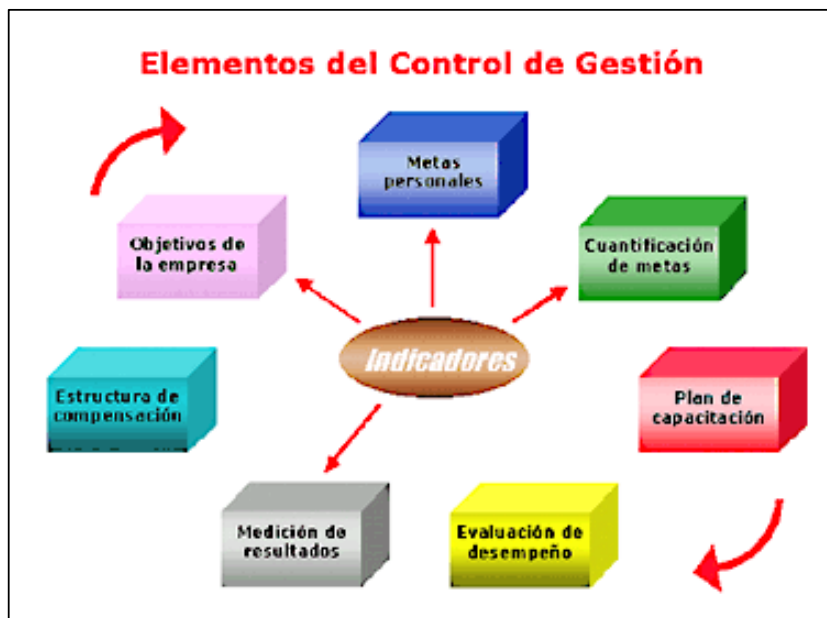 Elementos del Control de Gestión
Metas
personales
Objetivos de
la empresa
Cuantificación
de metas
Indicadores
Estructura de
compensación
Plan de
capacitación
Medición de
resultados
Evaluación de
desempeño